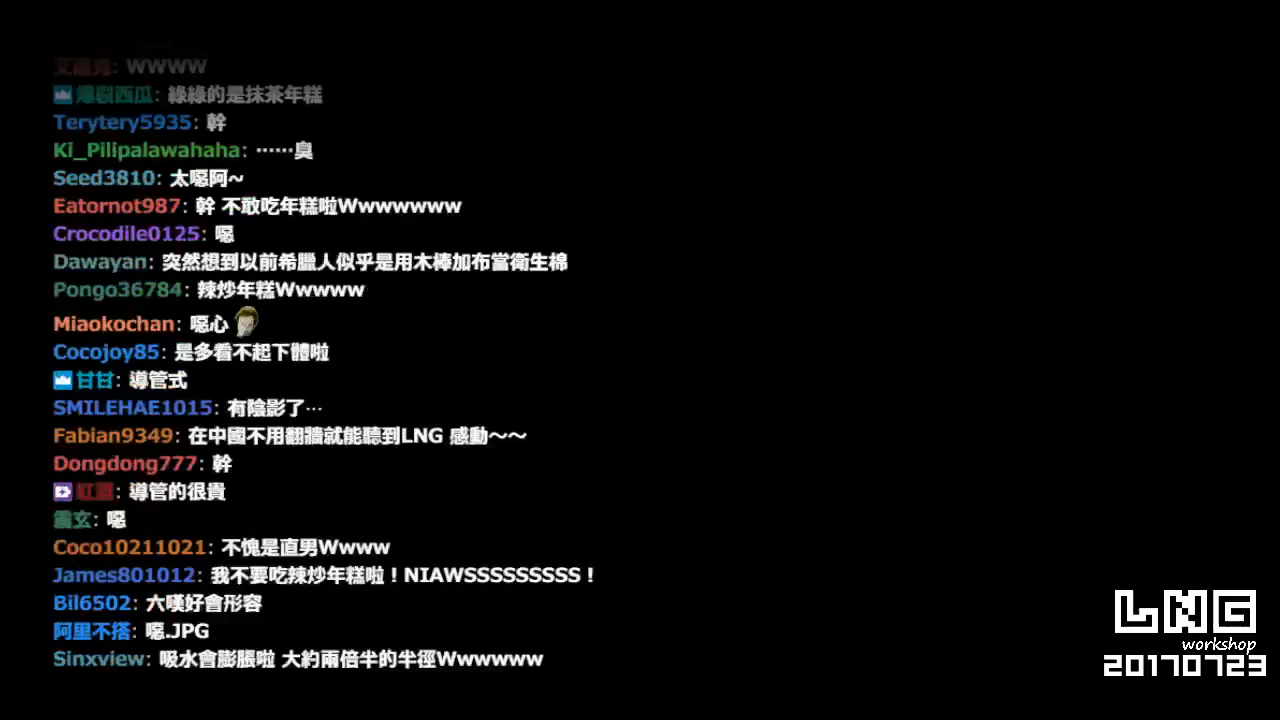 艾薩克: WWWW
爆裂西瓜: 綠綠的是抹茶年糕
Terytery5935: 幹
Ki_Pilipalawahaha: ⋯⋯臭
Seed3810: 太噁阿~
Eatornot987: 幹 不敢吃年糕啦Wwwwwww
Crocodile0125: 噁
Dawayan: 突然想到以前希臘人似乎是用木棒加布當衛生棉
Pongo36784: 辣炒年糕Wwwww
Miaokochan: 噁心
Cocojoy85: 是多看不起下體啦
甘甘: 導管式
SMILEHAE1015: 有陰影了⋯
Fabian9349: 在中國不用翻牆就能聽到LNG 感動～～
Dongdong777: 幹
: 導管的很貴
玄: 噁
Coco10211021: 不愧是直男Wwww
James801012: 我不要吃辣炒年糕啦！NIAWSSSSSSSSS！
Bil6502: 六嘆好會形容
阿里不搭: 噁.JPG
Sinxview: 吸水會膨脹啦 大約兩倍半的半徑Wwwwww
LNG
workshop
20170723